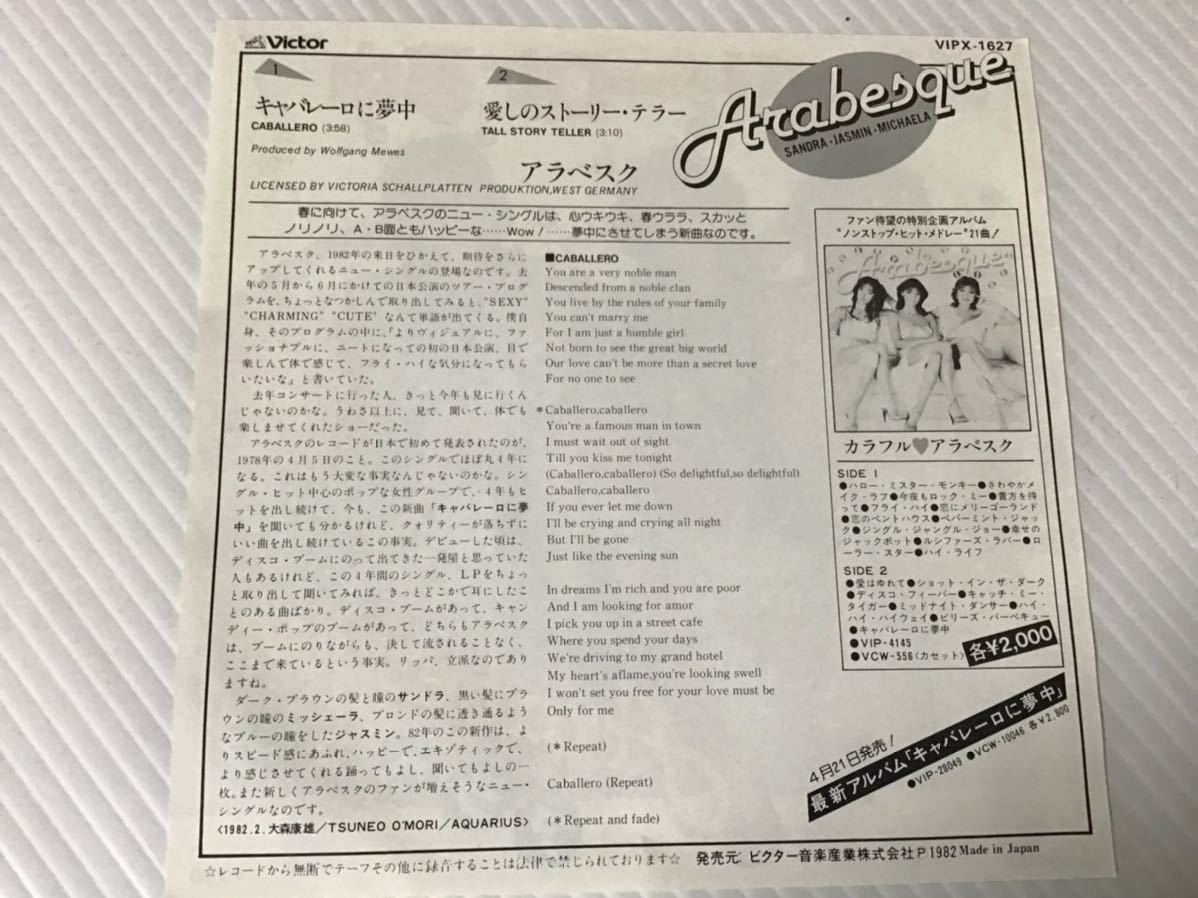 Victor
VIPX-1627
1
キャバレーロに夢中
CABALLERO (3:58)
2
愛しのストーリー・テラー
TALL STORY TELLER (3:10)
Arabesque
SANDRA・JASMIN・MICHAELA
Produced by Wolfgang Mewes
アラベスク
LICENSED BY VICTORIA SCHALLPLATTEN PRODUKTION,WEST GERMANY
春に向けて、アラベスクのニュー・シングルは、心ウキウキ、春ウララ、スカッと
ノリノリ、A・B面ともハッピーな……Wow!……夢中にさせてしまう新曲なのです。
アラベスク、1982年の来日をひかえて、期待をさらに
アップしてくれるニュー・シングルの登場なのです。去
年の5月から6月にかけての日本公演のツアー・プログ
ラムを、ちょっとなつかしんで取り出してみると、"SEXY"
"CHARMING" "CUTE" なんて単語が出てくる。僕自
身、そのプログラムの中に、「よりヴィジュアルに、ファ
ッショナブルに、ニートになっての初の日本公演、目で
楽しんで体で感じて、フライ・ハイな気分になってもら
いたいな」と書いていた。
去年コンサートに行った人、きっと今年も見に行くん
じゃないのかな。うわさ以上に、見て、聞いて、体でも
楽しませてくれたショーだった。
アラベスクのレコードが日本で初めて発表されたのが、
1978年の4月5日のこと。このシングルでほぼ丸4年に
なる。これはもう大変な事実なんじゃないのかな。シン
グル・ヒット中心のポップな女性グループで、4年もヒ
ットを出し続けて、今も、この新曲「キャバレーロに夢
中」を聞いても分かるけれど、クォリティーが落ちずに
いい曲を出し続けているこの事実。デビューした頃は、
ディスコ・ブームにのって出てきた一発屋と思っていた
人もあるけれど、この4年間のシングル、LPをちょっ
と取り出して聞いてみれば、きっとどこかで耳にしたこ
とのある曲ばかり。ディスコ・ブームがあって、キャン
ディー・ポップのブームがあって、どちらもアラベスク
は、ブームにのりながらも、決して流されることなく、
ここまで来ているという事実。リッパ、立派なのであり
ますね。
ダーク・ブラウンの髪と瞳のサンドラ、黒い髪にブラ
ウンの瞳のミッシェーラ、ブロンドの髪に透き通るよう
なブルーの瞳をしたジャスミン。82年のこの新作は、よ
りスピード感にあふれ、ハッピーで、エキゾティックで、
より感じさせてくれる踊ってもよし、聞いてもよしの一
枚。また新しくアラベスクのファンが増えそうなニュー・
シングルなのです。
〈1982.2.大森康雄/TSUNEO O'MORI/AQUARIUS〉
■CABALLERO
You are a very noble man
Descended from a noble clan
You live by the rules of your family
You can't marry me
For I am just a humble girl
Not born to see the great big world
Our love can't be more than a secret love
For no one to see
*Caballero,caballero
You're a famous man in town
I must wait out of sight
Till you kiss me tonight
(Caballero,caballero) (So delightful,so delightful)
Caballero,caballero
If you ever let me down
I'll be crying and crying all night
But I'll be gone
Just like the evening sun
In dreams I'm rich and you are poor
And I am looking for amor
I pick you up in a street cafe
Where you spend your days
We're driving to my grand hotel
My heart's aflame,you're looking swell
I won't set you free for your love must be
Only for me
(*Repeat)
Caballero (Repeat)
(*Repeat and fade)
ファン待望の特別企画アルバム
"ノンストップ・ヒット・メドレー"21曲!
Arabesque
カラフル♥アラベスク
SIDE 1
●ハロー・ミスター・モンキー●さわやかメ
イク・ラブ●今夜もロック・ミー●貴方を待
って●フライ・ハイ●恋にメリーゴーランド
●恋のペントハウス●ペパーミント・ジャッ
ク●ジングル・ジャングル・ジョー●幸せの
ジャックポット●ルシファーズ・ラバー●ロ
ーラー・スター●ハイ・ライフ
SIDE 2
●愛はゆれて●ショット・イン・ザ・ダーク
●ディスコ・フィーバー●キャッチ・ミー・
タイガー●ミッドナイト・ダンサー●ハイ・
ハイ・ハイウェイ●ビリーズ・バーベキュー
●キャバレーロに夢中
●VIP-4145
●VCW-556〈カセット〉各¥2,000
4月21日発売!
最新アルバム「キャバレーロに夢中」
●VIP-28049 ●VCW-10046 各¥2,800
☆レコードから無断でテープその他に録音することは法律で禁じられております☆ 発売元: ビクター音楽産業株式会社Ⓟ1982 Made in Japan